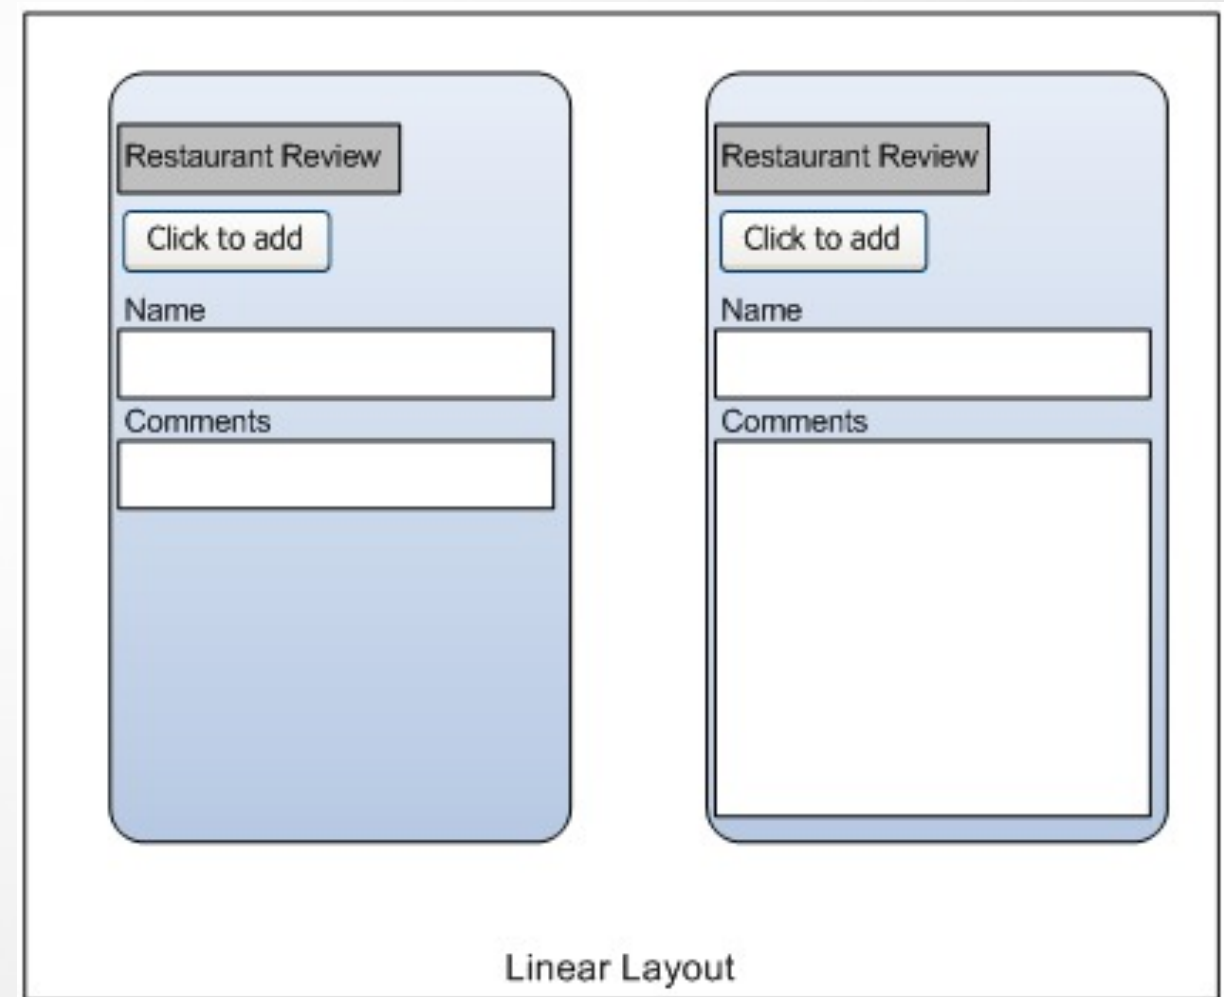 Restaurant Review
Click to add
Name
Comments
Restaurant Review
Click to add
Name
Comments
Linear Layout